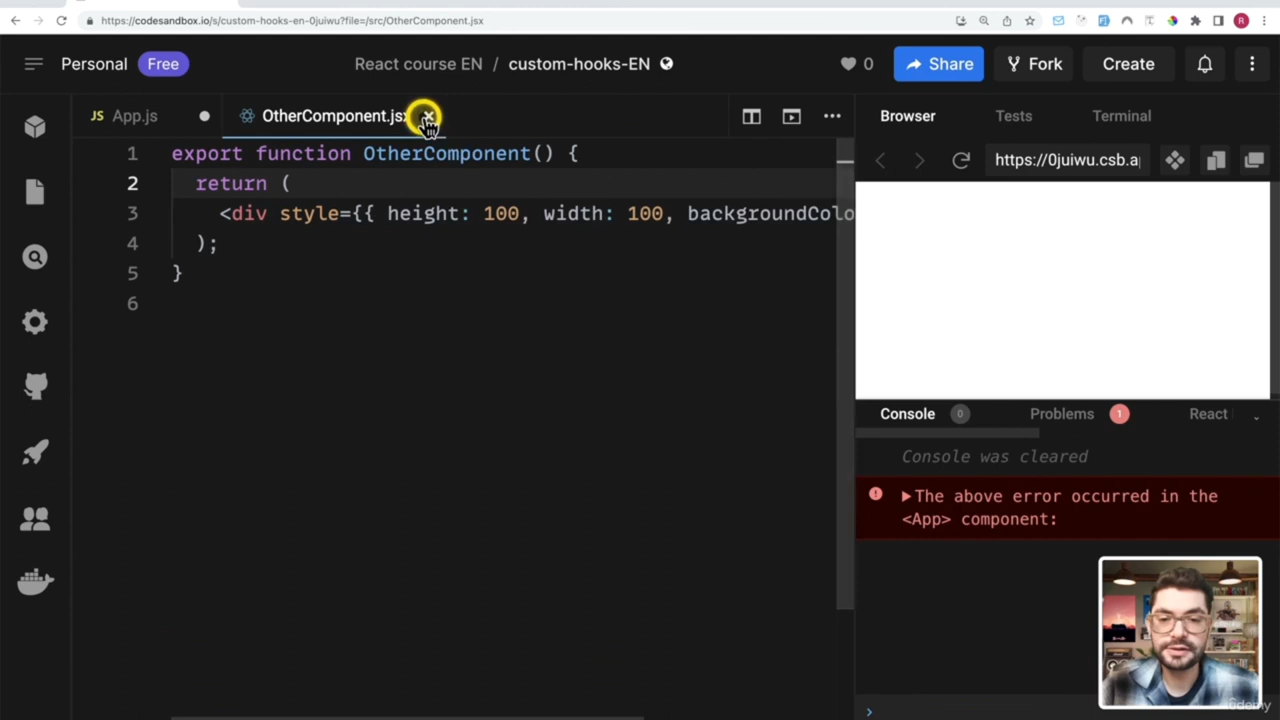 https://codesandbox.io/s/custom-hooks-en-0juiwu?file=/src/OtherComponent.jsx
R
Personal Free React course EN / custom-hooks-EN 0 Share Fork Create
JS App.js OtherComponent.jsx
Browser Tests Terminal
https://0juiwu.csb.a
1 export function OtherComponent() {
2 return (
3 <div style={{ height: 100, width: 100, backgroundColo
4 );
5 }
6
Console 0 Problems 1 React
Console was cleared
The above error occurred in the
<App> component:
ûdemy